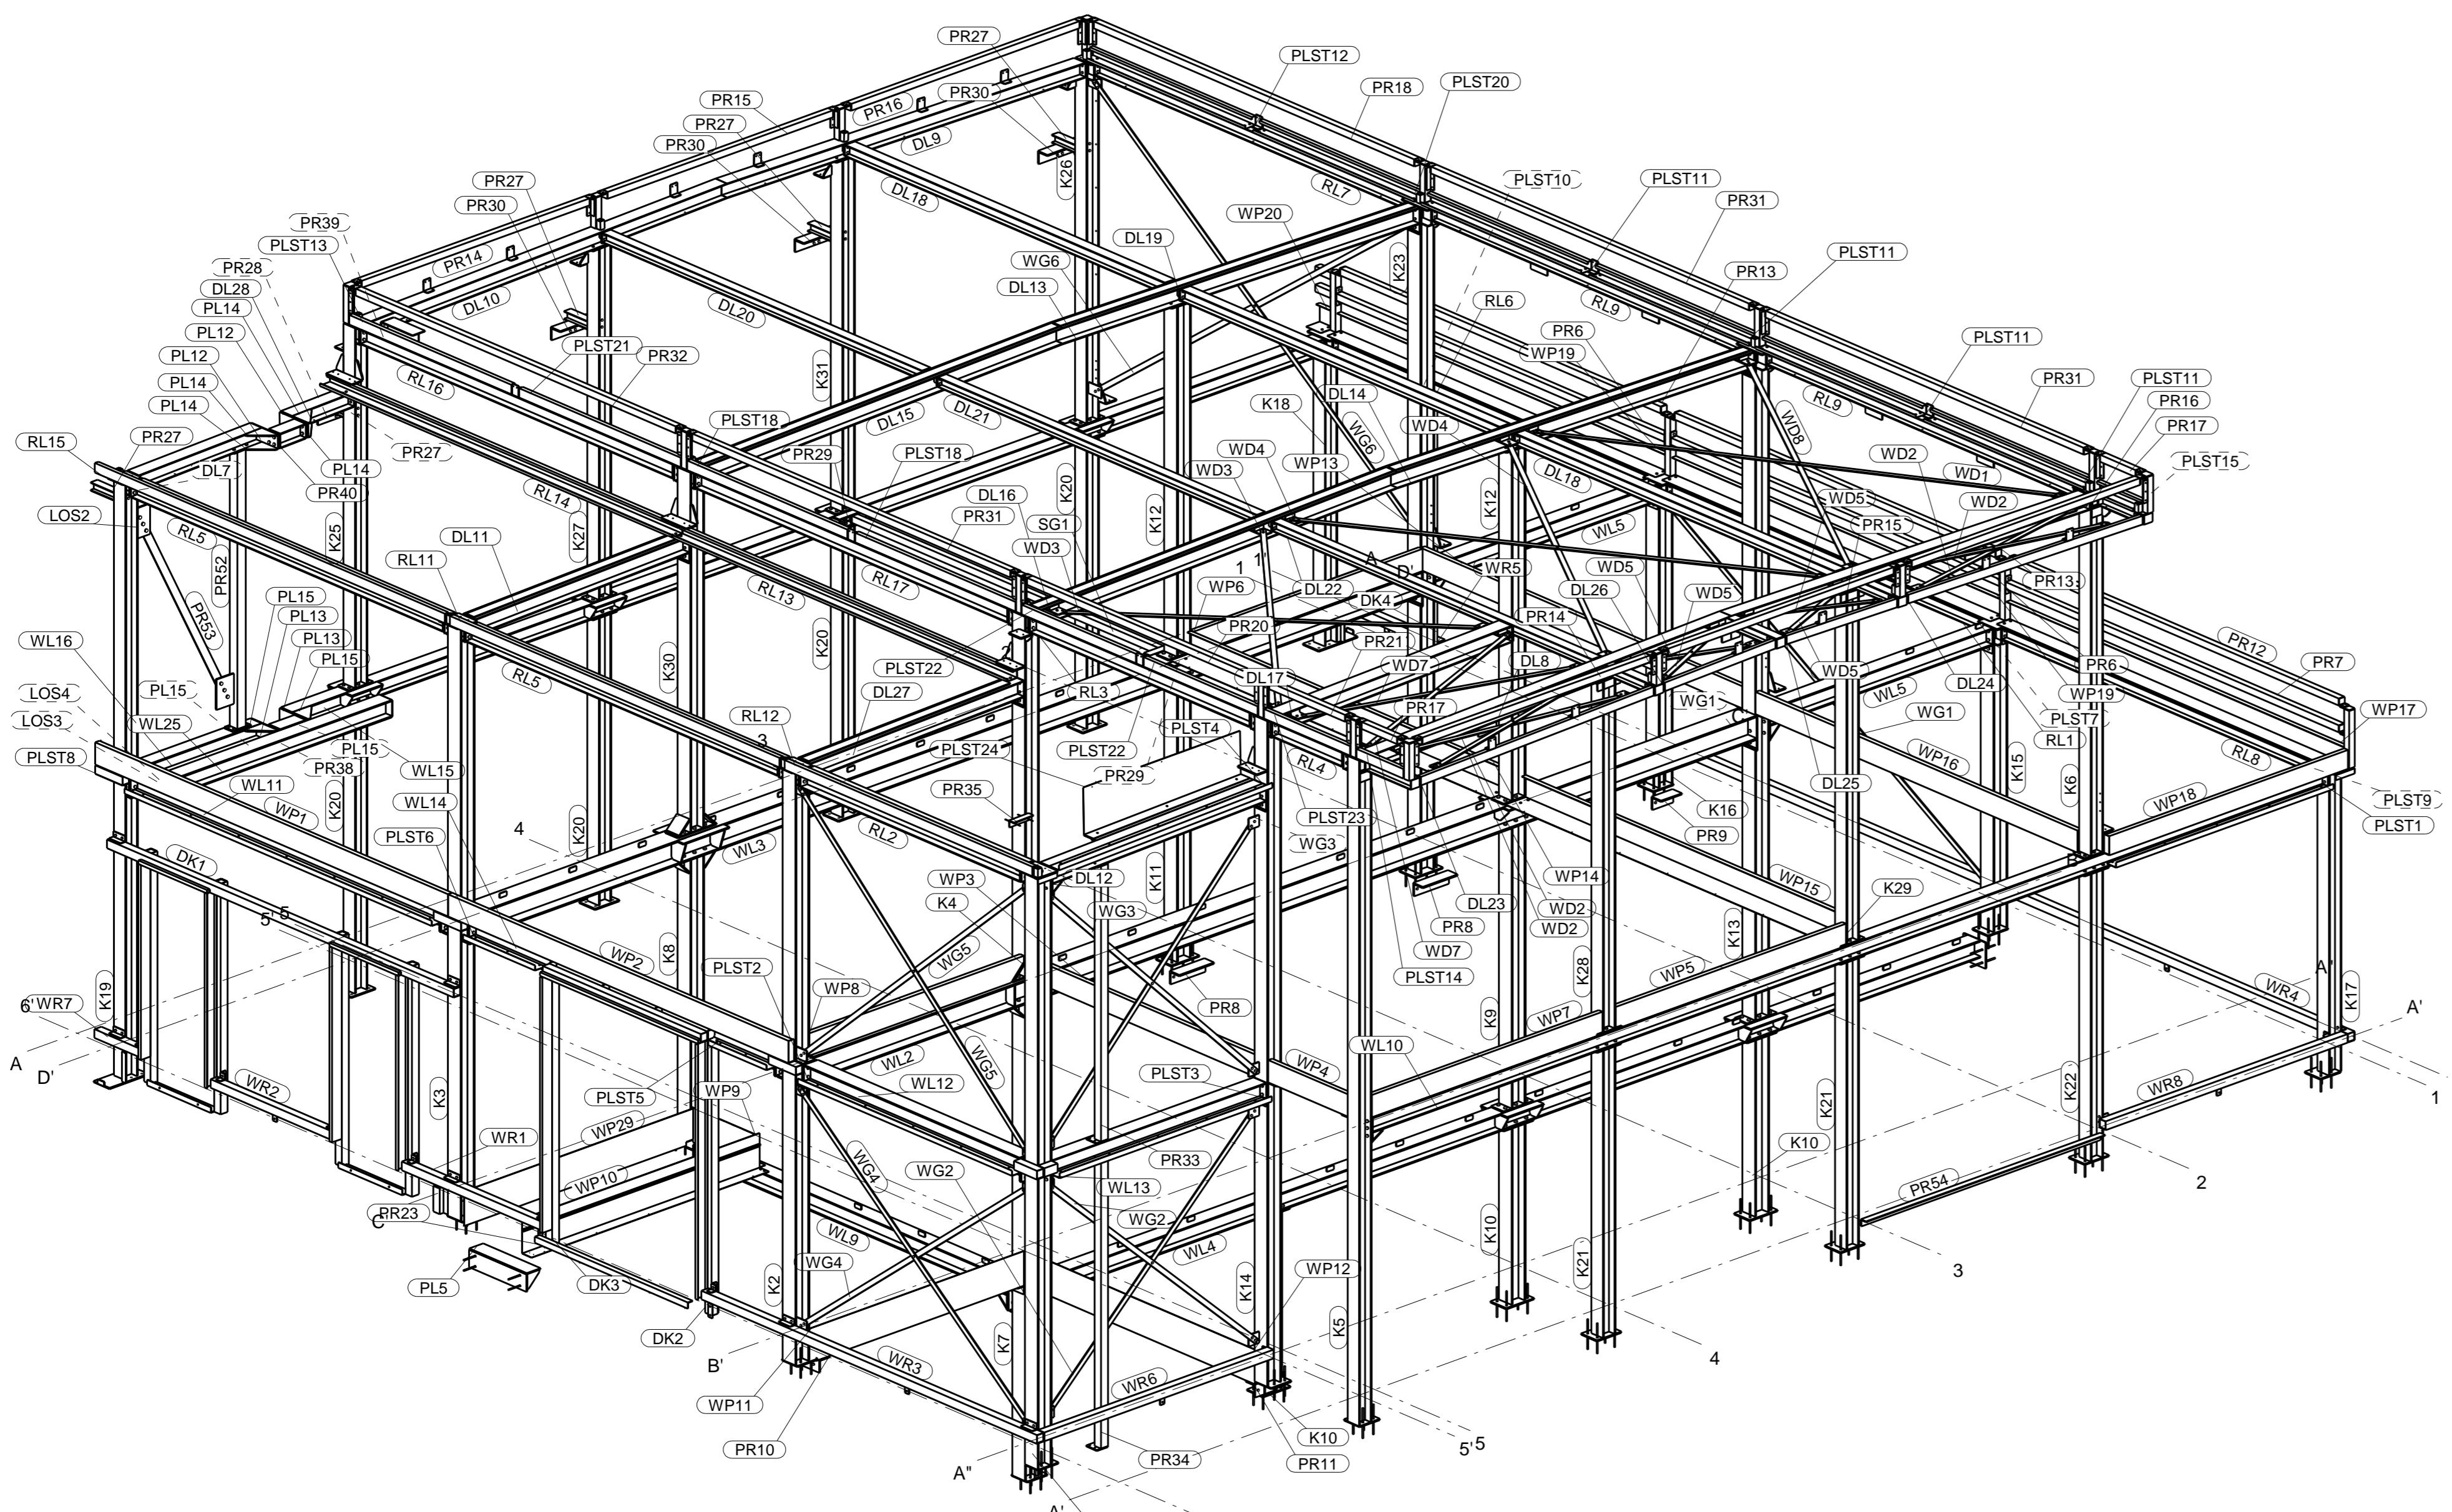 PR27
PLST12
PLST20
PR18
PR30
PR16
PR15
PR27
DL9
PR30
K26
PLST10
PLST11
RL7
DL18
PR31
PR27
WP20
PR30
PR39
DL19
PLST13
PLST11
PR14
WG6
K23
PR13
PR28
DL13
DL28
DL10
RL9
RL6
PL14
DL20
PL12
PLST21
PR32
PR6
PLST11
PL12
WP19
K31
RL16
PL14
PLST11
PR31
PL14
DL14
RL9
PR16
DL15
DL21
K18
WD8
PLST18
WG6
WD4
PR17
RL15
PR27
PR27
PR29
PLST18
WP13
WD4
WD3
WD2
PLST15
DL7
PL14
DL18
WD1
PR40
RL14
DL16
K20
K12
K12
WD5
WD2
LOS2
RL5
K25
K27
DL11
SG1
PR31
WL5
PR15
WD3
1'
A
1
D'
WR5
PR52
RL11
RL17
WP6
DL22
WD5
DL26
PR13
PL15
RL13
DK4
PR14
WD5
PR12
WL16
PL13
PR53
PL13
K20
2
PR20
PR21
PL15
K30
PLST22
WD7
DL8
PR6
PR7
LOS4
PL15
RL5
DL27
RL3
DL17
WD5
DL24
WP19
WL5
WG1
LOS3
WL25
RL12
PLST4
PR17
WG1
PLST7
WP17
PLST8
3
PLST24
PLST22
RL1
RL8
PL15
WL15
PR38
PR29
RL4
WP16
K15
WL11
WP1
WL14
K20
PR35
K6
DL25
PLST9
K20
RL2
WP18
K16
PLST6
4
WL3
PLST23
PLST1
PR9
WG3
DK1
WP3
DL12
K11
WP14
WP15
K4
WG3
DL23
K29
5'
5
WD2
PR8
WP2
K8
PLST2
WG5
WD2
K13
WD7
WP5
K28
PLST14
A'
WR4
K19
WR7
WP8
PR8
K9
K17
6'
WP7
A'
A
D'
WL2
WL10
WG5
WL12
PLST3
WP4
WP9
K3
WR2
PLST5
K21
K22
WR8
1
WR1
WP29
WG4
WG2
PR33
K10
WP10
WL13
PR54
2
PR23
C
WG2
WL9
WL4
K10
PL5
DK3
WG4
WP12
3
K2
K14
K21
DK2
K5
K7
B'
WR3
4
WR6
WP11
K10
5
5'
PR10
A''
PR34
PR11
A'